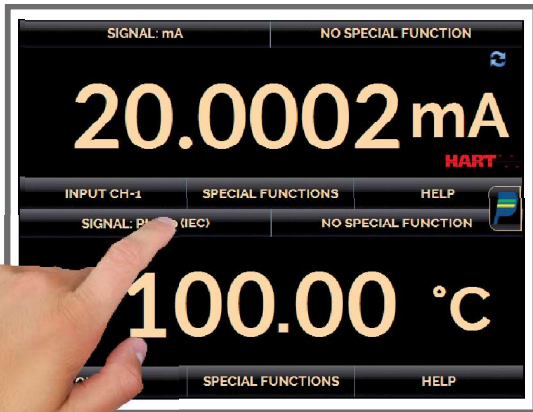 SIGNAL: mA NO SPECIAL FUNCTION
20.0002 mA
HART
INPUT CH-1 SPECIAL FUNCTIONS HELP
SIGNAL: (IEC) NO SPECIAL FUNCTION
100.00 °C
SPECIAL FUNCTIONS HELP